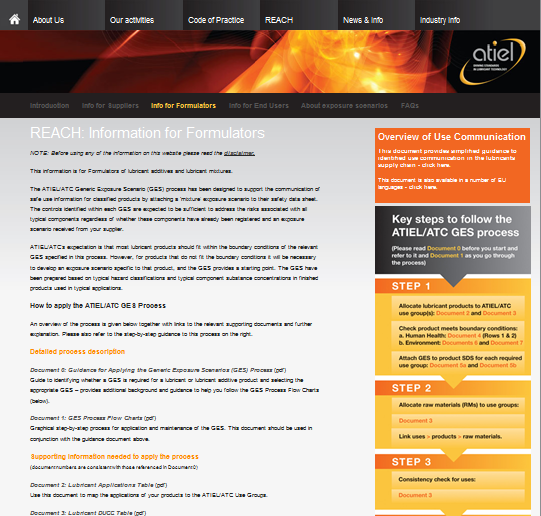 About Us
Our activities
Code of Practice
REACH
News & Info
Industry Info
atiel
Introduction
Info for Suppliers
Info for Formulators
Info for End Users
About exposure scenarios
FAQs
REACH: Information for Formulators
NOTE: Before using any of the information on this website please read the disclaimer.
This information is for Formulators of lubricant additives and lubricant mixtures.
The ATIEL/ATC Generic Exposure Scenario (GES) process has been designed to support the communication of
safe use information for classified products by attaching a 'mixture' exposure scenario to their safety data sheet.
The controls identified within each GES are expected to be sufficient to address the risks associated with all
typical components regardless of whether these components have already been registered and an exposure
scenario received from your supplier.
ATIEL/ATC's expectation is that most lubricant products should fit within the boundary conditions of the relevant
GES specified in this process. However, for products that do not fit the boundary conditions it will be necessary
to develop an exposure scenario specific to that product, and the GES provides a starting point. The GES have
been prepared based on typical hazard classifications and typical component substance concentrations in finished
products used in typical applications.
How to apply the ATIEL/ATC GES Process
An overview of the process is given below together with links to the relevant supporting documents and further
explanation. Please also refer to the step-by-step guidance to this process on the right.
Detailed process description
Document 0: Guidance for Applying the Generic Exposure Scenarios (GES) Process (pdf)
Guide to identifying whether a GES is required for a lubricant or lubricant additive product and selecting the
appropriate GES – provides additional background and guidance to help you follow the GES Process Flow Charts
(below).
Document 1: GES Process Flow Charts (pdf)
Graphical step-by-step process for application and maintenance of the GES. This document should be used in
conjunction with the guidance document above.
Supporting information needed to apply the process
(document numbers are consistent with those referenced in Document 0)
Document 2: Lubricant Applications Table (pdf)
Use this document to map the applications of your products to the ATIEL/ATC Use Groups.
Document 3: Lubricant DUCC Table (pdf)
Overview of Use Communication
This document provides simplified guidance to
identified use communication in the lubricants
supply chain - click here.
This document is also available in a number of EU
languages - click here.
Key steps to follow the
ATIEL/ATC GES process
(Please read Document 0 before you start and
refer to it and Document 1 as you go through
the process)
STEP 1
Allocate lubricant products to ATIEL/ATC
use group(s): Document 2 and Document 3
Check product meets boundary conditions:
a. Human Health: Document 4 (Rows 1 & 2)
b. Environment: Documents 6 and Document 7
Attach GES to product SDS for each required
use group: Document 5a and Document 5b
STEP 2
Allocate raw materials (RMs) to use groups:
Document 3
Link uses > products > raw materials.
STEP 3
Consistency check for uses:
Document 3